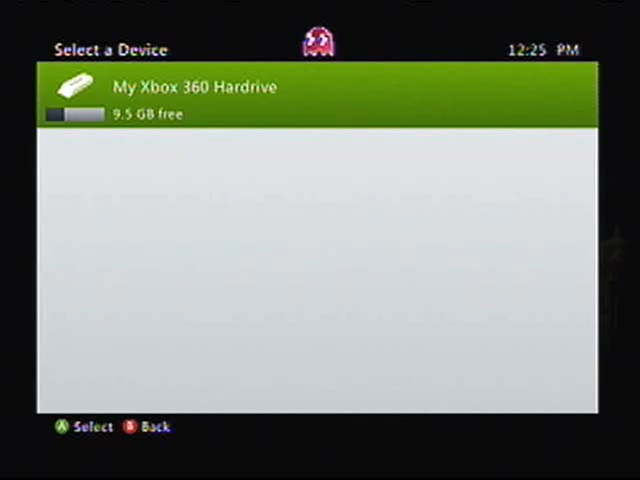 Select a Device
12:25 PM
My Xbox 360 Hardrive
9.5 GB free
A Select B Back